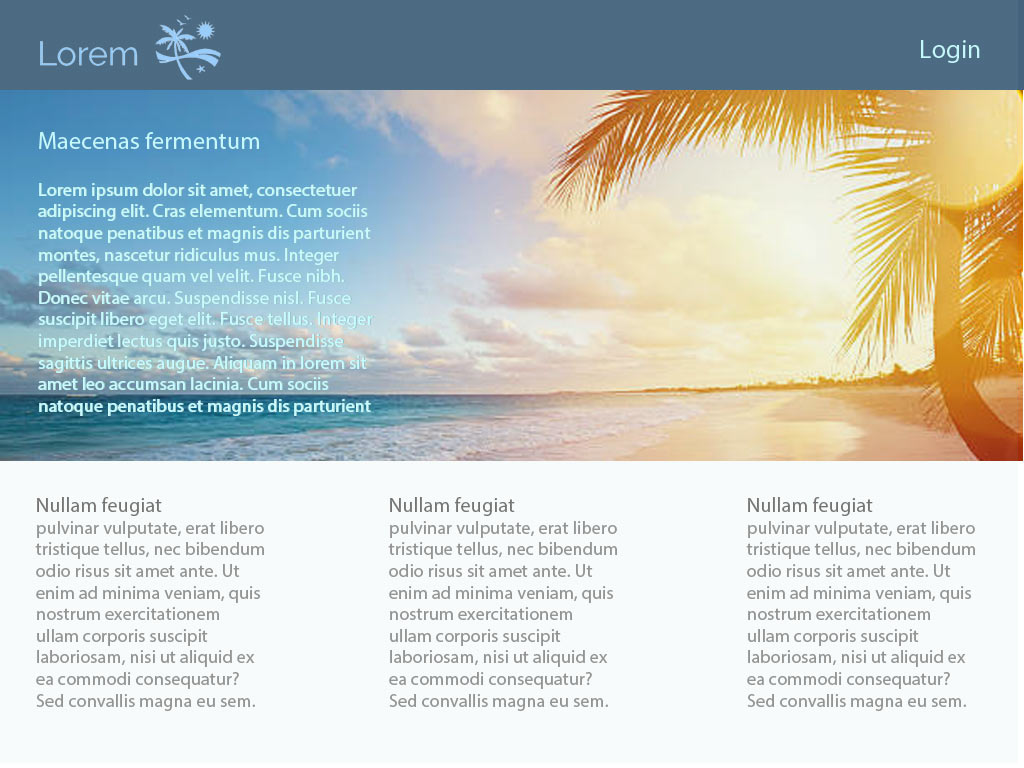 Lorem
Login
Maecenas fermentum
Lorem ipsum dolor sit amet, consectetuer
adipiscing elit. Cras elementum. Cum sociis
natoque penatibus et magnis dis parturient
montes, nascetur ridiculus mus. Integer
pellentesque quam vel velit. Fusce nibh.
Donec vitae arcu. Suspendisse nisl. Fusce
suscipit libero eget elit. Fusce tellus. Integer
imperdiet lectus quis justo. Suspendisse
sagittis ultrices augue. Aliquam in lorem sit
amet leo accumsan lacinia. Cum sociis
natoque penatibus et magnis dis parturient
Nullam feugiat
pulvinar vulputate, erat libero
tristique tellus, nec bibendum
odio risus sit amet ante. Ut
enim ad minima veniam, quis
nostrum exercitationem
ullam corporis suscipit
laboriosam, nisi ut aliquid ex
ea commodi consequatur?
Sed convallis magna eu sem.
Nullam feugiat
pulvinar vulputate, erat libero
tristique tellus, nec bibendum
odio risus sit amet ante. Ut
enim ad minima veniam, quis
nostrum exercitationem
ullam corporis suscipit
laboriosam, nisi ut aliquid ex
ea commodi consequatur?
Sed convallis magna eu sem.
Nullam feugiat
pulvinar vulputate, erat libero
tristique tellus, nec bibendum
odio risus sit amet ante. Ut
enim ad minima veniam, quis
nostrum exercitationem
ullam corporis suscipit
laboriosam, nisi ut aliquid ex
ea commodi consequatur?
Sed convallis magna eu sem.